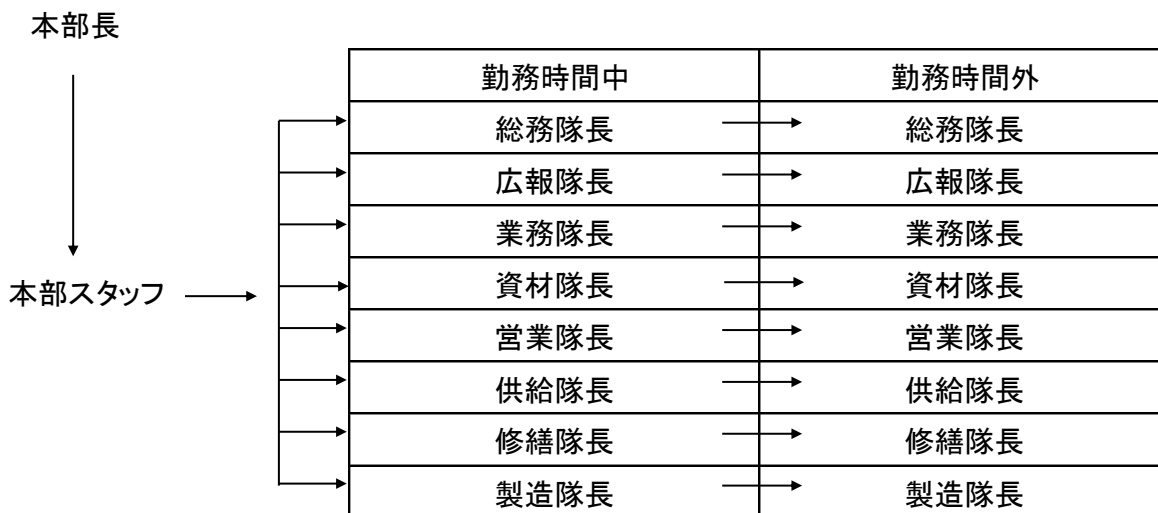 本部長
勤務時間中 勤務時間外
総務隊長 総務隊長
広報隊長 広報隊長
業務隊長 業務隊長
本部スタッフ 資材隊長 資材隊長
営業隊長 営業隊長
供給隊長 供給隊長
修繕隊長 修繕隊長
製造隊長 製造隊長